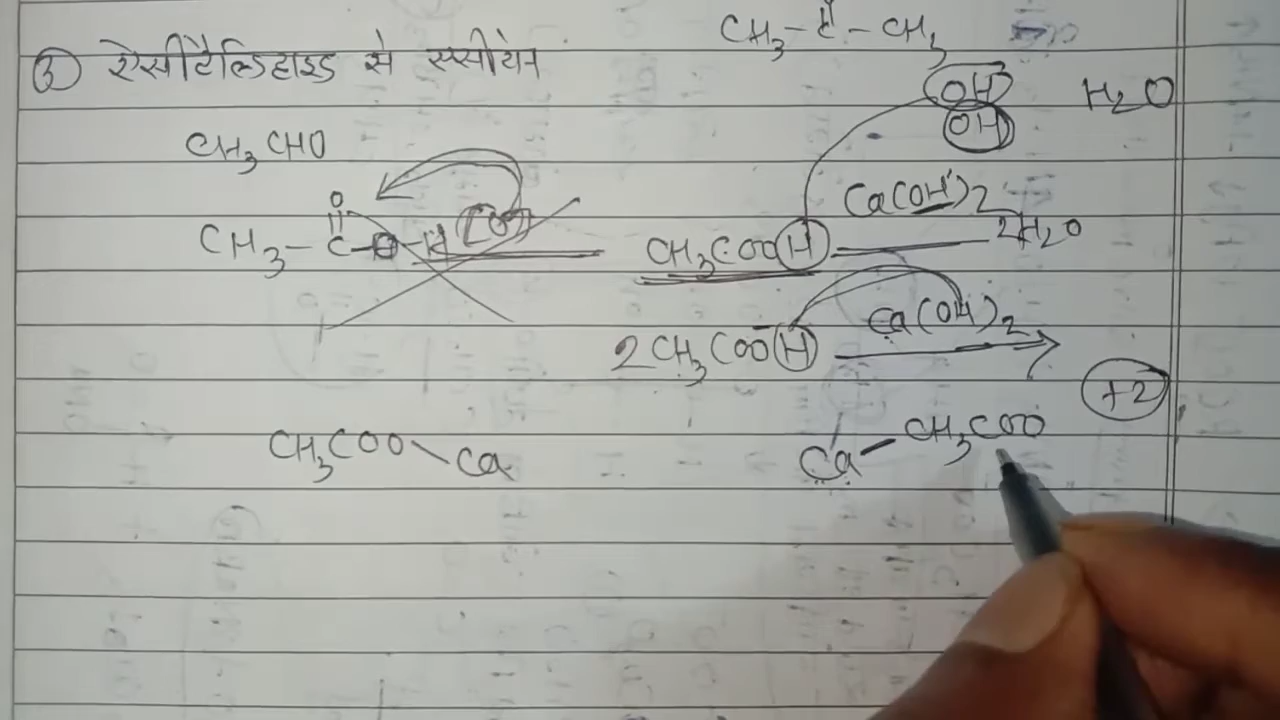 CH3-C-CH3
③ ऐसीटैल्डिहाइड से एसीटोन
OH H2O
OH
CH3CHO
Ca(OH)2
O
CH3-C-O-H [O] CH3COOH 2H2O
2CH3COOH Ca(OH)2
+2
CH3COO Ca Ca-CH3COO